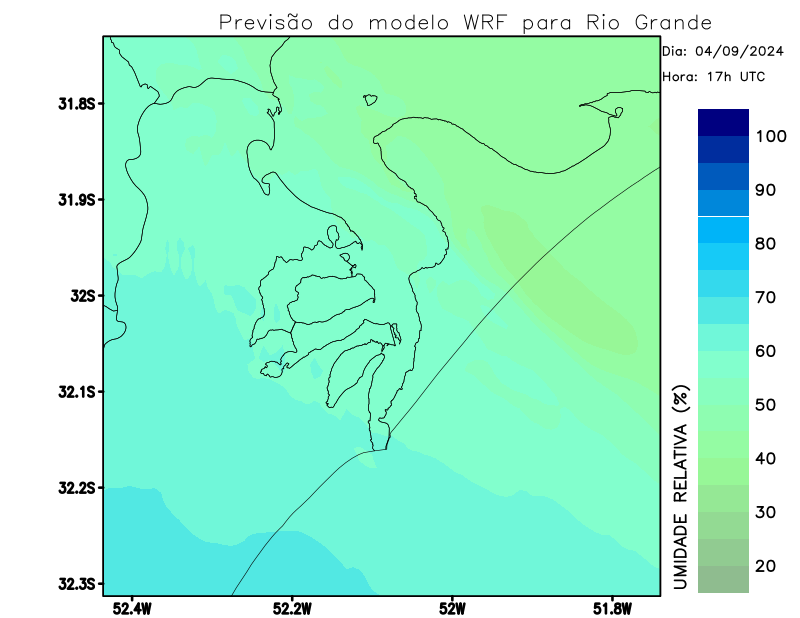 Previsão do modelo WRF para Rio Grande
Dia: 04/09/2024
Hora: 17h UTC
31.8S
31.9S
32S
32.1S
32.2S
32.3S
52.4W
52.2W
52W
51.8W
UMIDADE RELATIVA (%)
100
90
80
70
60
50
40
30
20